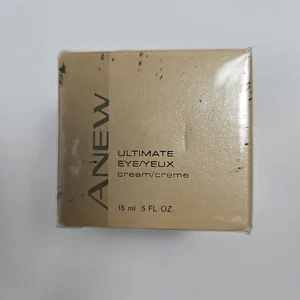 ANEW
ULTIMATE
EYE/YEUX
cream/crème
15 ml .5 FL. OZ.